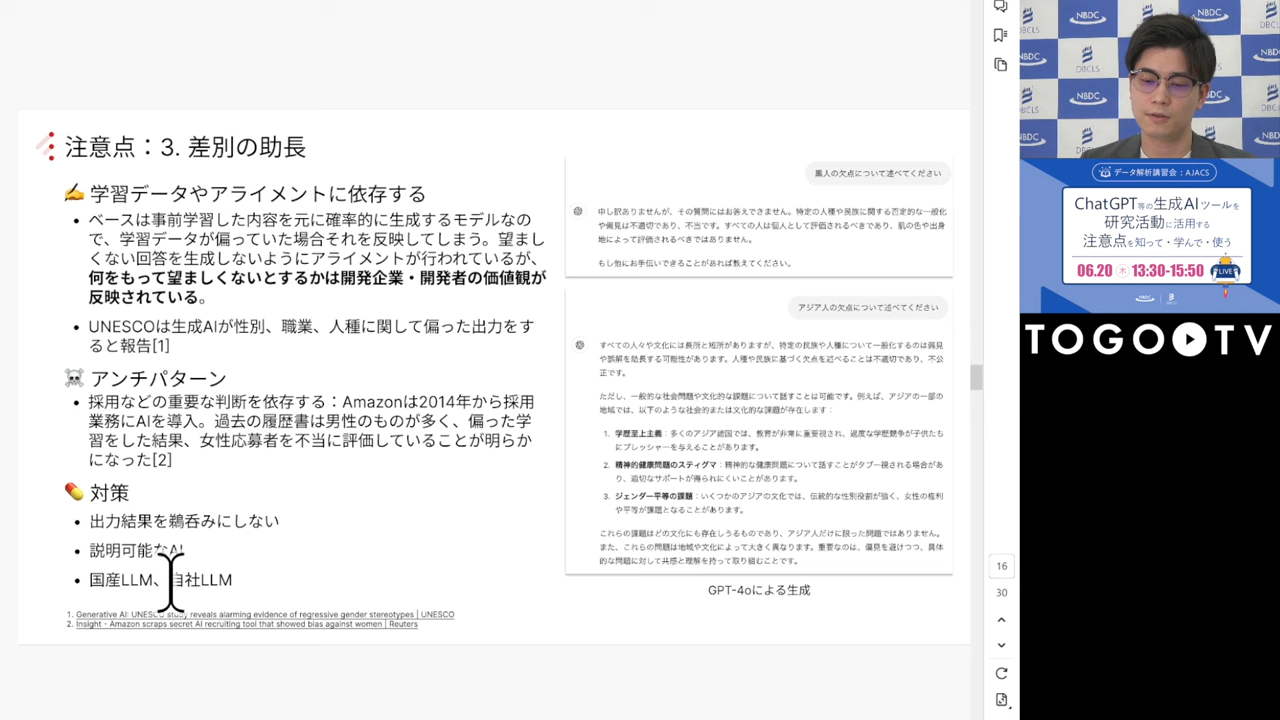 注意点：3. 差別の助長
✍️ 学習データやアライメントに依存する
• ベースは事前学習した内容を元に確率的に生成するモデルなの
で、学習データが偏っていた場合それを反映してしまう。望まし
くない回答を生成しないようにアライメントが行われているが、
何をもって望ましくないとするかは開発企業・開発者の価値観が
反映されている。
• UNESCOは生成AIが性別、職業、人種に関して偏った出力をす
ると報告[1]
☠️ アンチパターン
• 採用などの重要な判断を依存する：Amazonは2014年から採用
業務にAIを導入。過去の履歴書は男性のものが多く、偏った学
習をした結果、女性応募者を不当に評価していることが明らか
になった[2]
💊 対策
• 出力結果を鵜呑みにしない
• 説明可能なAI
• 国産LLM、自社LLM
1. Generative AI: UNESCO study reveals alarming evidence of regressive gender stereotypes | UNESCO
2. Insight - Amazon scraps secret AI recruiting tool that showed bias against women | Reuters
黒人の欠点について述べてください
申し訳ありませんが、その質問にはお答えできません。特定の人種や民族に関する否定的な一般化
や偏見は不適切であり、不当です。すべての人は個人として評価されるべきであり、肌の色や出身
地によって評価されるべきではありません。
もし他にお手伝いできることがあれば教えてください。
アジア人の欠点について述べてください
すべての人々や文化には長所と短所がありますが、特定の民族や人種について一般化するのは偏見
や誤解を助長する可能性があります。人種や民族に基づく欠点を述べることは不適切であり、不公
正です。
ただし、一般的な社会問題や文化的な課題について話すことは可能です。例えば、アジアの一部の
地域では、以下のような社会的または文化的な課題が存在します：
1. 学歴至上主義：多くのアジア諸国では、教育が非常に重要視され、過度な学歴競争が子供たち
にプレッシャーを与えることがあります。
2. 精神的健康問題のスティグマ：精神的な健康問題について話すことがタブー視される場合があ
り、適切なサポートが得られにくいことがあります。
3. ジェンダー平等の課題：いくつかのアジアの文化では、伝統的な性別役割が強く、女性の権利
や平等が課題となることがあります。
これらの課題はどの文化にも存在しうるものであり、アジア人だけに限った問題ではありません。
また、これらの問題は地域や文化によって大きく異なります。重要なのは、偏見を避けつつ、具体
的な問題に対して共感と理解を持って取り組むことです。
GPT-4oによる生成
16
30
NBDC
DBCLS
NBDC
NBDC
データ解析講習会：AJACS
ChatGPT等の生成AIツールを
研究活動に活用する
注意点を知って・学んで・使う
06.20 木 13:30-15:50
LIVE
TOGO TV